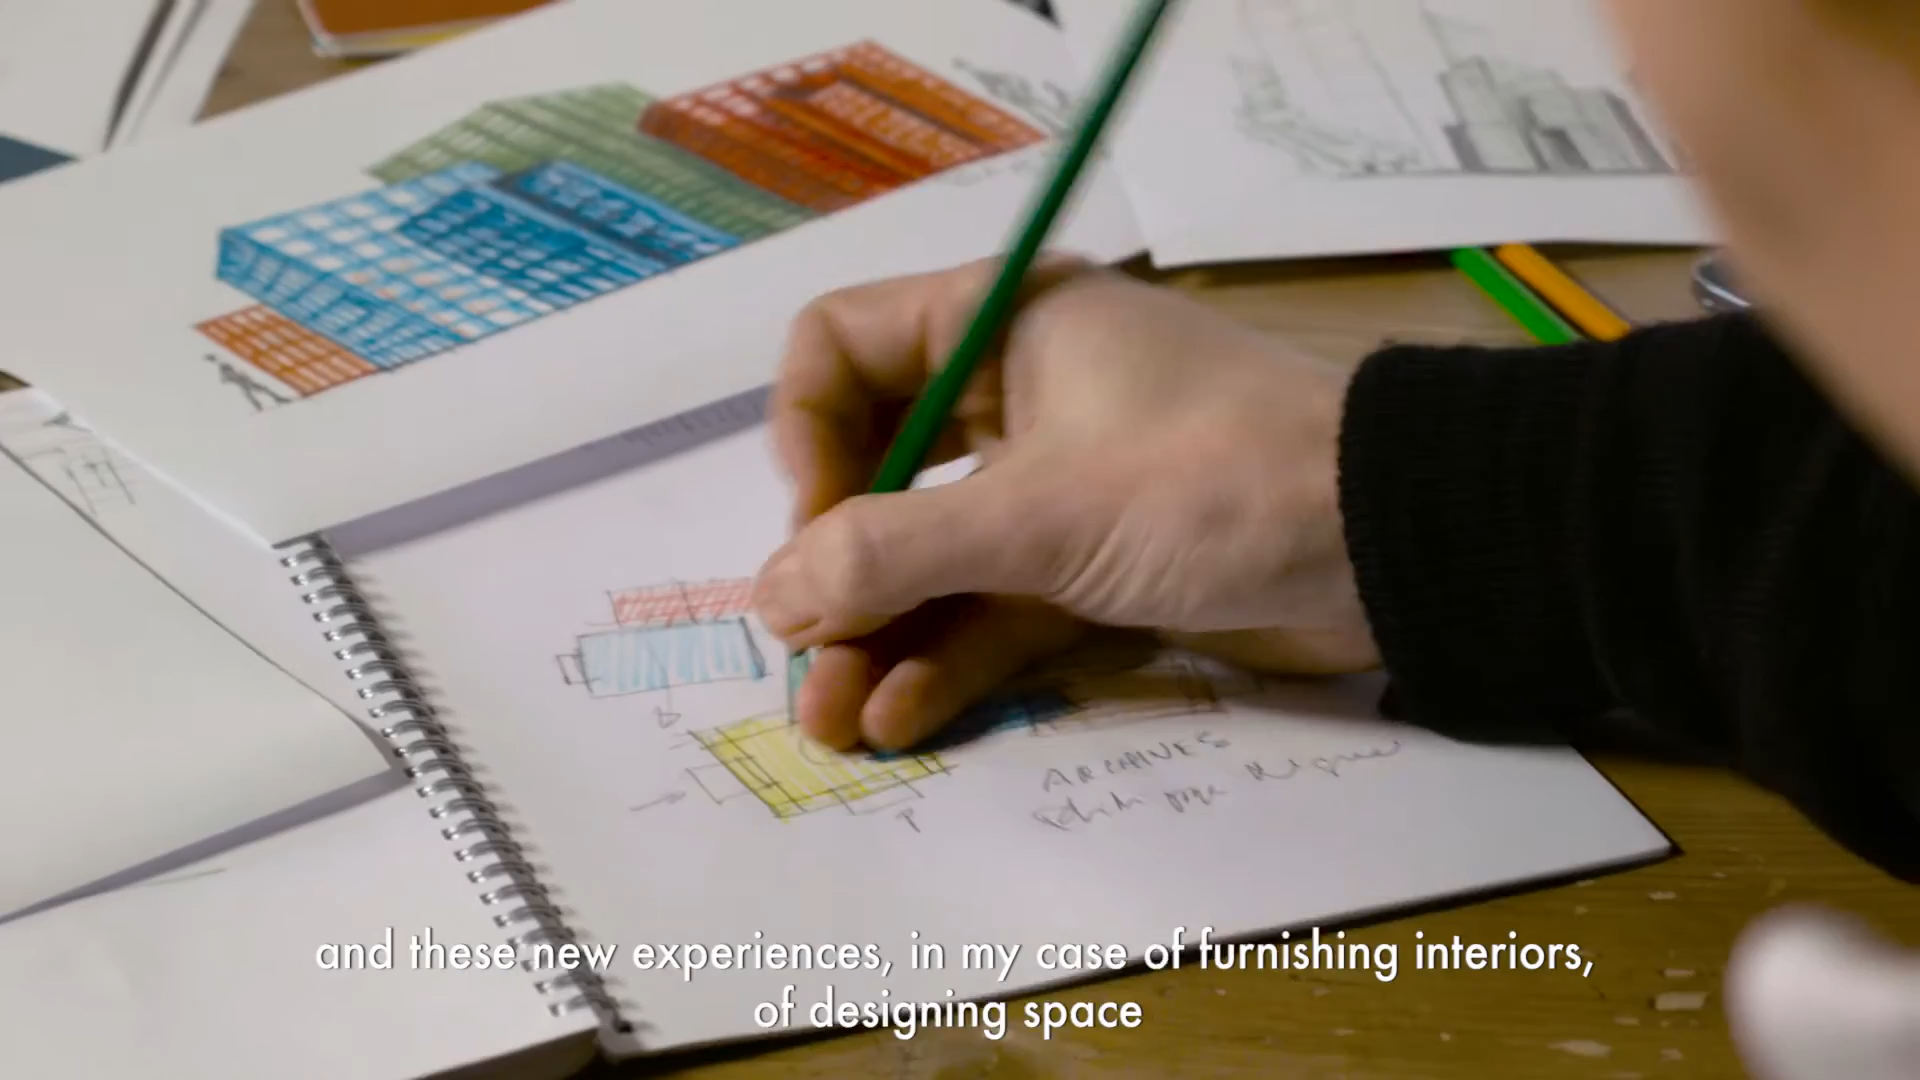 ARCHIVES
and these new experiences, in my case of furnishing interiors,
of designing space